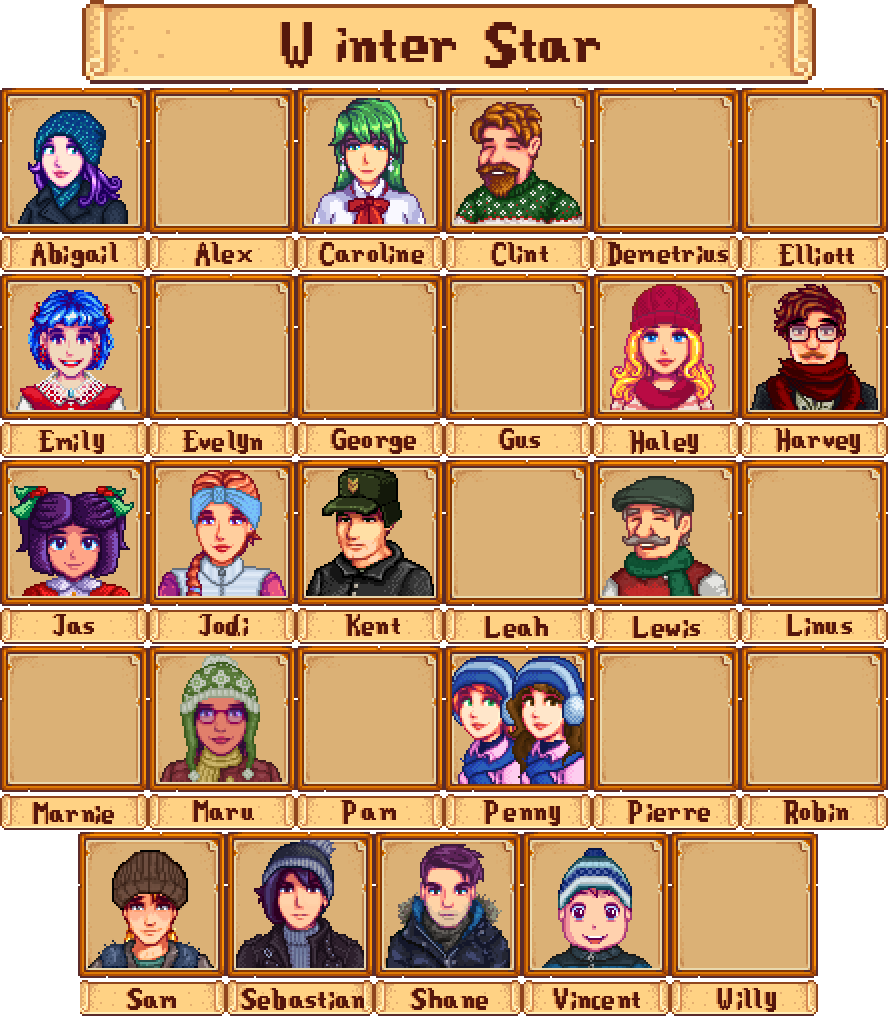 Winter Star
Abigail Alex Caroline Clint Demetrius Elliott
Emily Evelyn George Gus Haley Harvey
Jas Jodi Kent Leah Lewis Linus
Marnie Maru Pam Penny Pierre Robin
Sam Sebastian Shane Vincent Willy